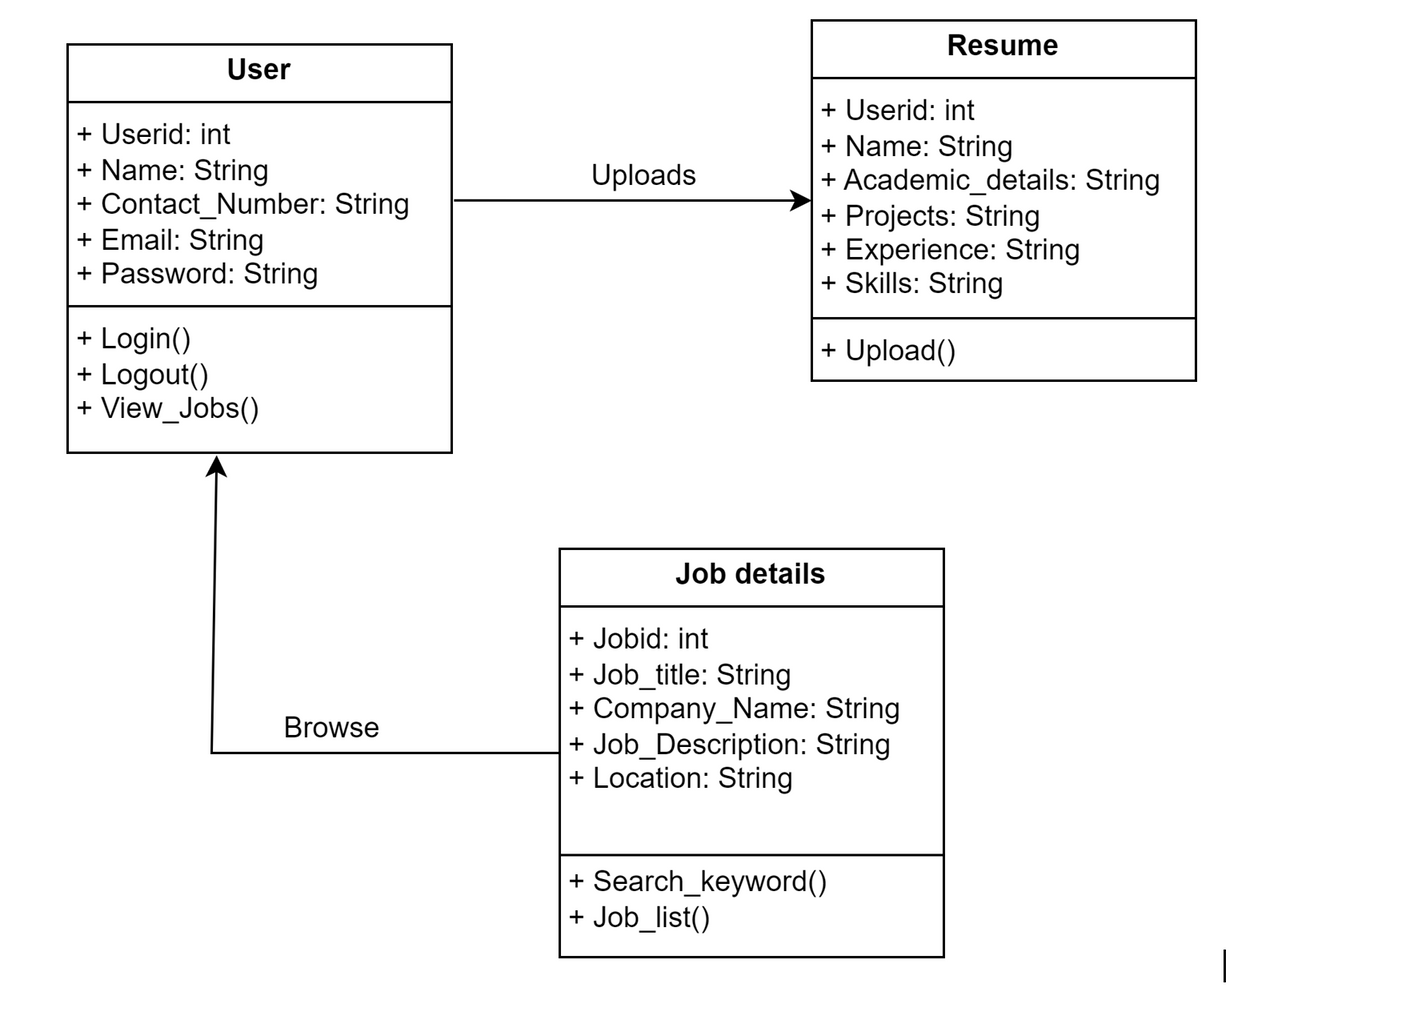 User
+ Userid: int
+ Name: String
+ Contact_Number: String
+ Email: String
+ Password: String
+ Login()
+ Logout()
+ View_Jobs()
Uploads
Resume
+ Userid: int
+ Name: String
+ Academic_details: String
+ Projects: String
+ Experience: String
+ Skills: String
+ Upload()
Browse
Job details
+ Jobid: int
+ Job_title: String
+ Company_Name: String
+ Job_Description: String
+ Location: String
+ Search_keyword()
+ Job_list()